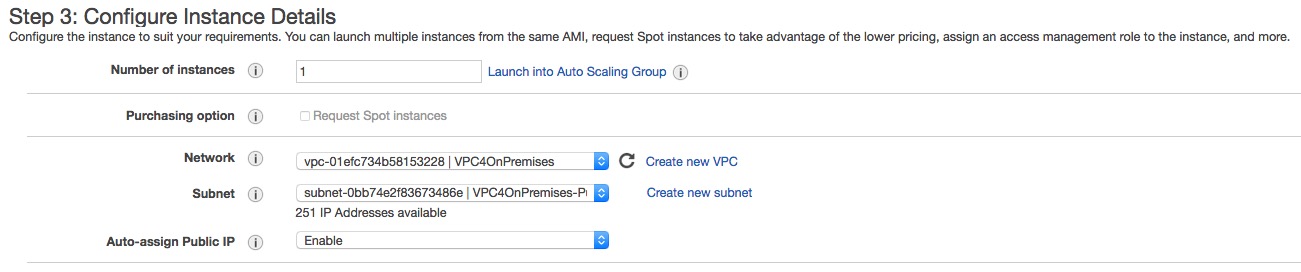 Step 3: Configure Instance Details
Configure the instance to suit your requirements. You can launch multiple instances from the same AMI, request Spot instances to take advantage of the lower pricing, assign an access management role to the instance, and more.
Number of instances i 1 Launch into Auto Scaling Group i
Purchasing option i Request Spot instances
Network i vpc-01efc734b58153228 | VPC4OnPremises Create new VPC
Subnet i subnet-0bb74e2f83673486e | VPC4OnPremises-P Create new subnet
251 IP Addresses available
Auto-assign Public IP i Enable